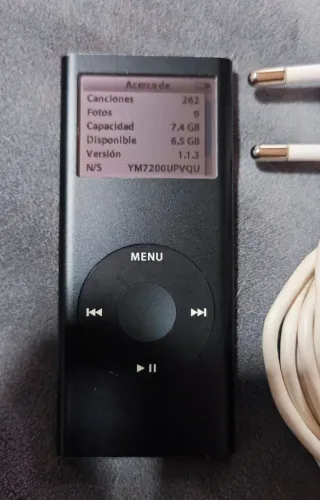 Acerca de
Canciones 262
Fotos 0
Capacidad 7,4 GB
Disponible 6,5 GB
Versión 1.1.3
N/S YM7200UPVQU
MENU